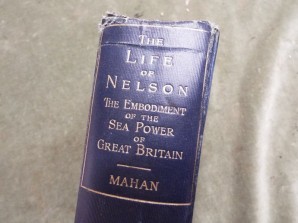 THE
LIFE
OF
NELSON
THE EMBODIMENT
OF THE
SEA POWER
OF
GREAT BRITAIN
MAHAN